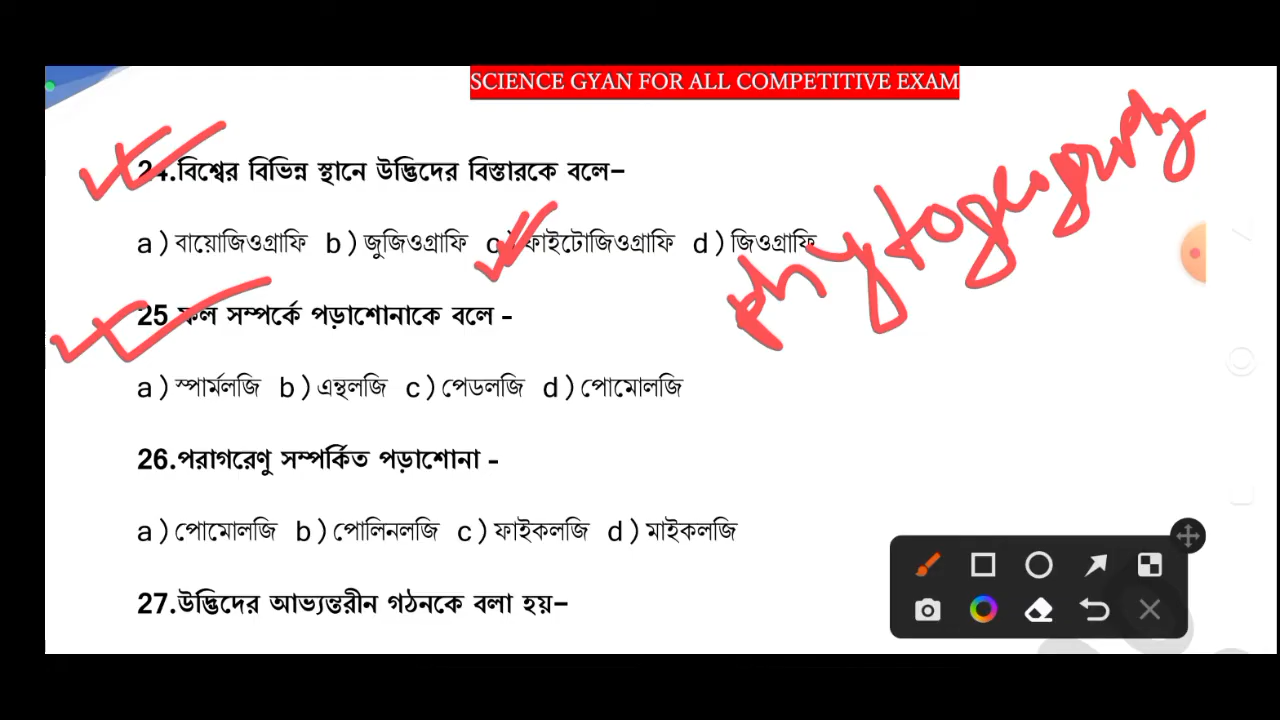 SCIENCE GYAN FOR ALL COMPETITIVE EXAM
24.বিশ্বের বিভিন্ন স্থানে উদ্ভিদের বিস্তারকে বলে–
a) বায়োজিওগ্রাফি b) জুজিওগ্রাফি c) ফাইটোজিওগ্রাফি d) জিওগ্রাফি
phytogeography
25 ফল সম্পর্কে পড়াশোনাকে বলে -
a) স্পার্মলজি b) এন্থলজি c) পেডলজি d) পোমোলজি
26.পরাগরেণু সম্পর্কিত পড়াশোনা -
a) পোমোলজি b) পোলিনলজি c) ফাইকলজি d) মাইকলজি
27.উদ্ভিদের আভ্যন্তরীন গঠনকে বলা হয়–